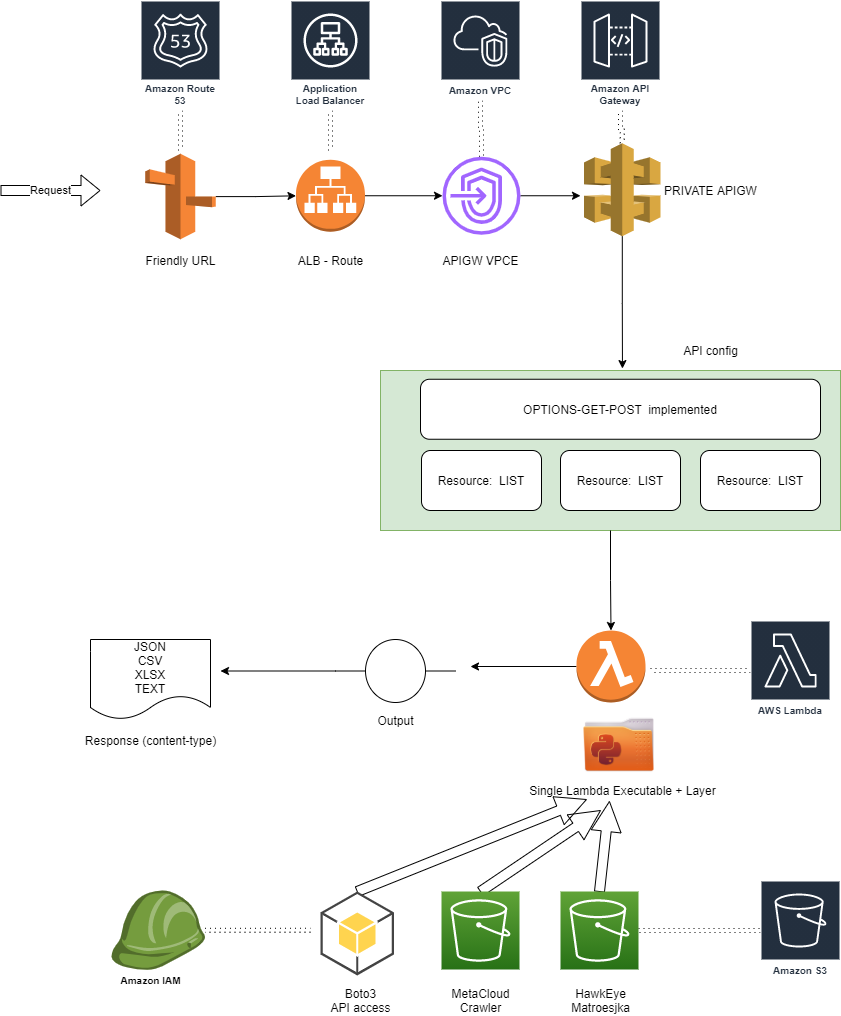 53
Amazon Route
53
Application
Load Balancer
Amazon VPC
</>
Amazon API
Gateway
Request
PRIVATE APIGW
Friendly URL
ALB - Route
APIGW VPCE
API config
OPTIONS-GET-POST implemented
Resource: LIST
Resource: LIST
Resource: LIST
JSON
CSV
XLSX
TEXT
Response (content-type)
Output
AWS Lambda
Single Lambda Executable + Layer
Amazon IAM
Boto3
API access
MetaCloud
Crawler
HawkEye
Matroesjka
Amazon S3